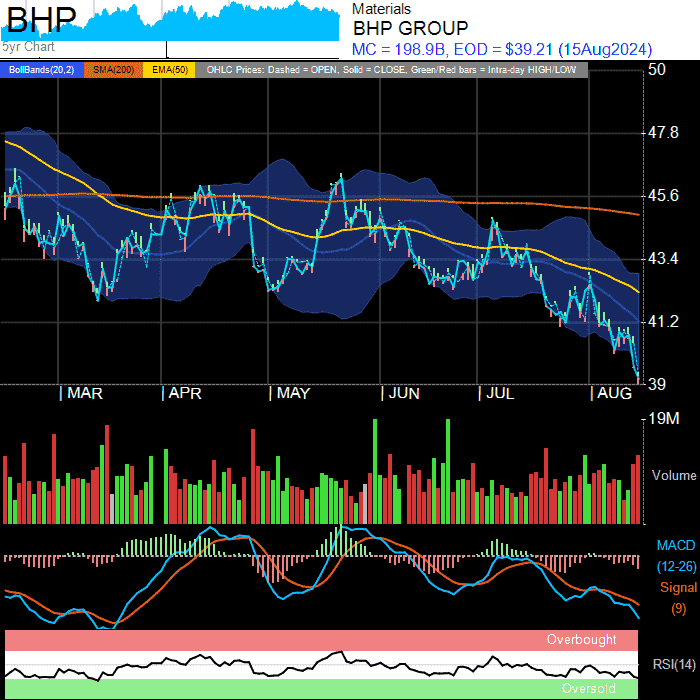 BHP
5yr Chart
Materials
BHP GROUP
MC = 198.9B, EOD = $39.21 (15Aug2024)
BollBands(20,2) SMA(200) EMA(50) OHLC Prices: Dashed = OPEN, Solid = CLOSE, Green/Red bars = Intra-day HIGH/LOW
50
47.8
45.6
43.4
41.2
39
| MAR | APR | MAY | JUN | JUL | AUG
19M
Volume
MACD
(12-26)
Signal
(9)
Overbought
RSI(14)
Oversold